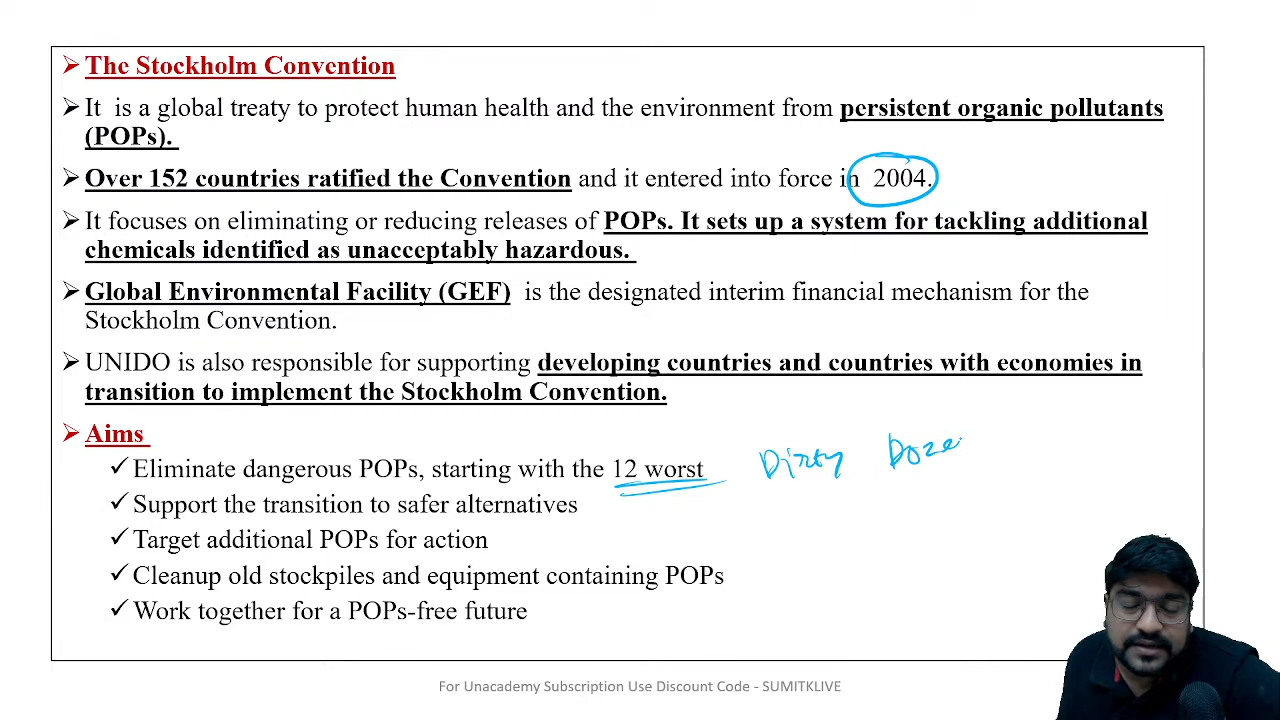 The Stockholm Convention
It is a global treaty to protect human health and the environment from persistent organic pollutants
(POPs).
Over 152 countries ratified the Convention and it entered into force in 2004.
It focuses on eliminating or reducing releases of POPs. It sets up a system for tackling additional
chemicals identified as unacceptably hazardous.
Global Environmental Facility (GEF) is the designated interim financial mechanism for the
Stockholm Convention.
UNIDO is also responsible for supporting developing countries and countries with economies in
transition to implement the Stockholm Convention.
Aims
Eliminate dangerous POPs, starting with the 12 worst Dirty Doze
Support the transition to safer alternatives
Target additional POPs for action
Cleanup old stockpiles and equipment containing POPs
Work together for a POPs-free future
For Unacademy Subscription Use Discount Code - SUMITKLIVE